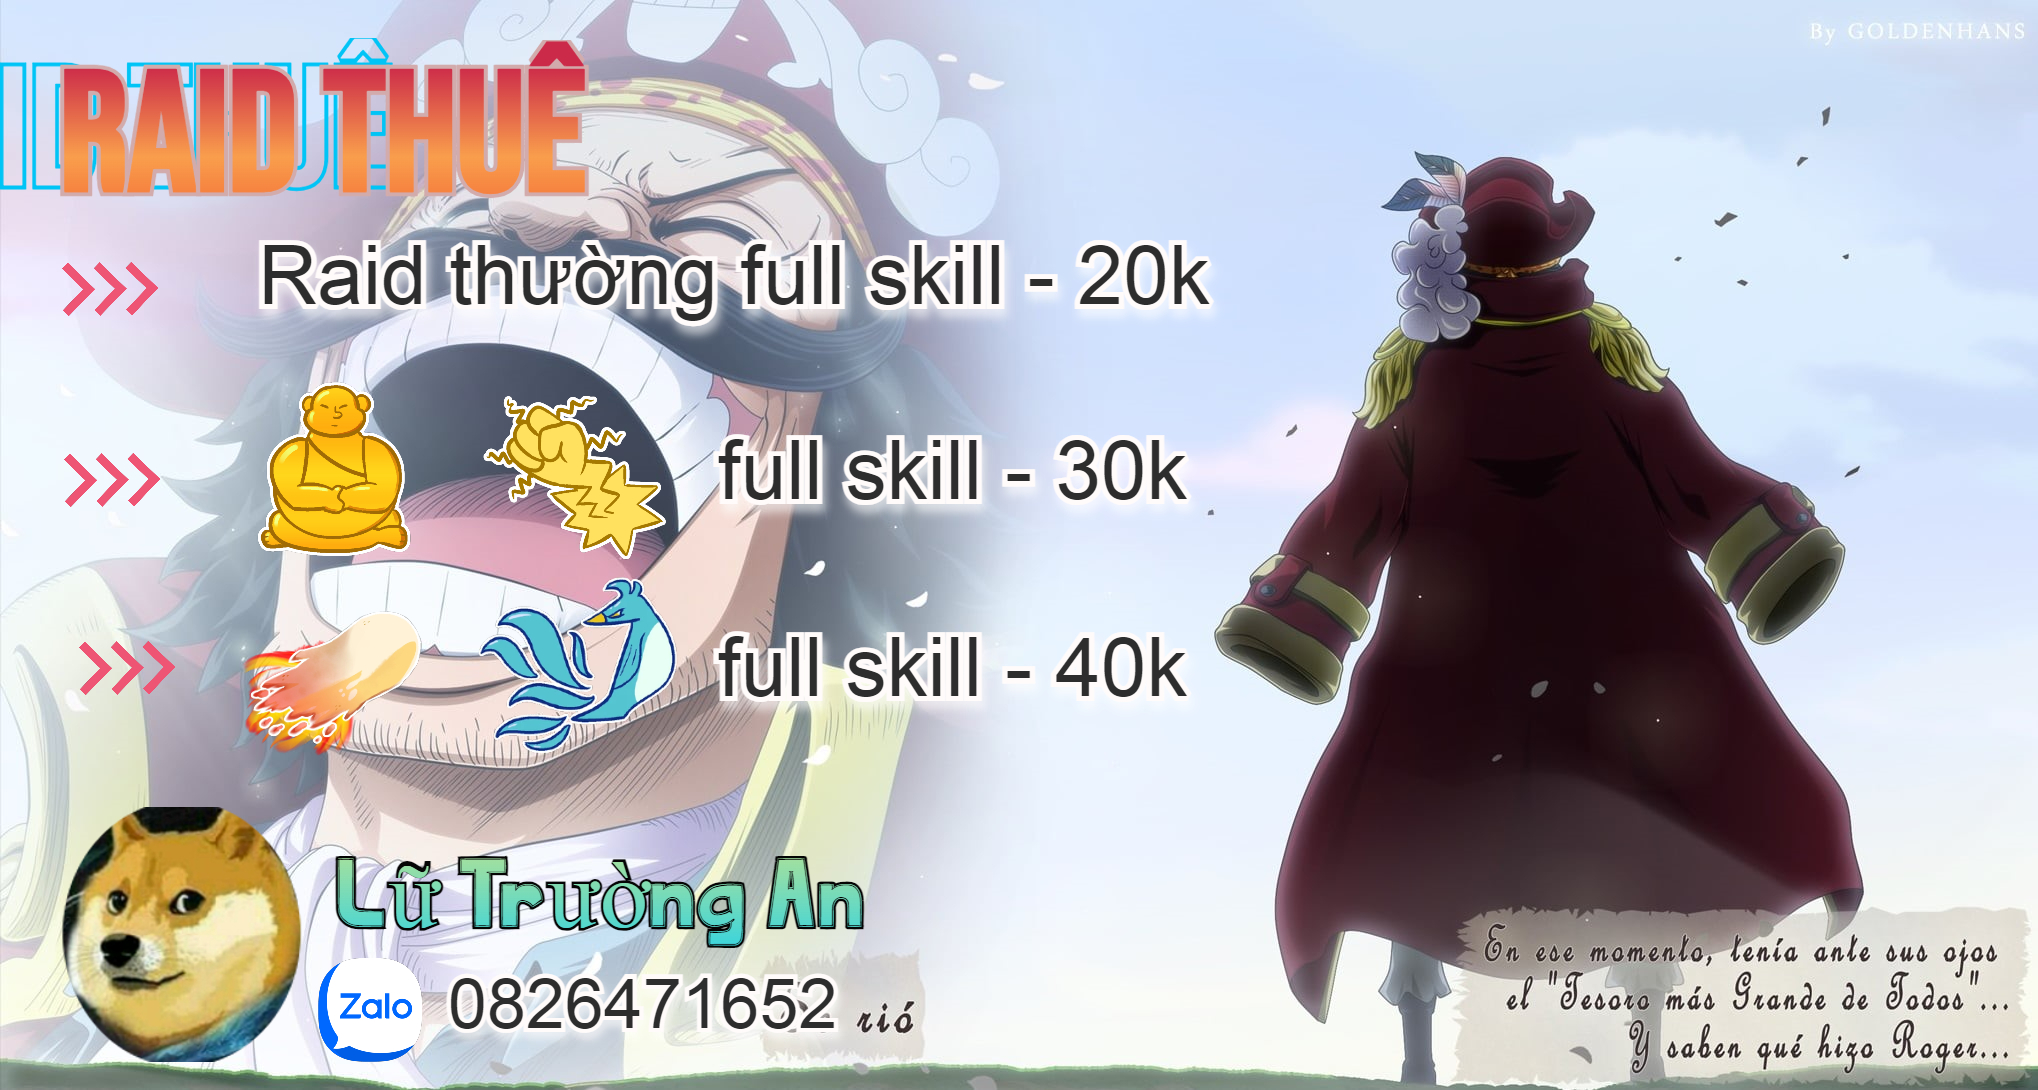 By GOLDENHANS
RAID THUÊ
Raid thường full skill - 20k
full skill - 30k
full skill - 40k
Lữ Trường An
Zalo
0826471652
rió
En ese momento, tenía ante sus ojos
el "Tesoro más Grande de Todos"...
Y saben qué hizo Roger...